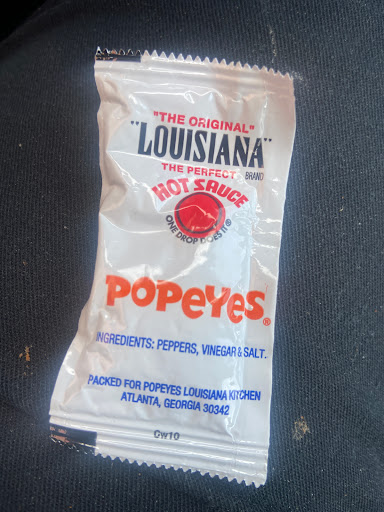 "THE ORIGINAL"
"LOUISIANA"
THE PERFECT BRAND
HOT SAUCE
ONE DROP DOES IT®
POPEYES®
INGREDIENTS: PEPPERS, VINEGAR & SALT.
PACKED FOR POPEYES LOUISIANA KITCHEN
ATLANTA, GEORGIA 30342
Gw10